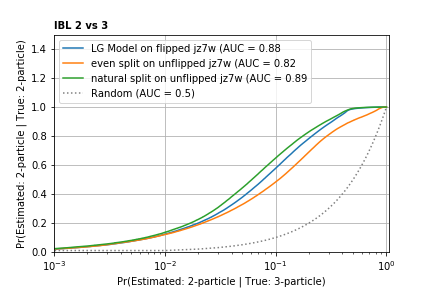 IBL 2 vs 3
Pr(Estimated: 2-particle | True: 2-particle)
1.4
1.2
1.0
0.8
0.6
0.4
0.2
0.0
LG Model on flipped jz7w (AUC = 0.88
even split on unflipped jz7w (AUC = 0.82
natural split on unflipped jz7w (AUC = 0.89
Random (AUC = 0.5)
10⁻³ 10⁻² 10⁻¹ 10⁰
Pr(Estimated: 2-particle | True: 3-particle)